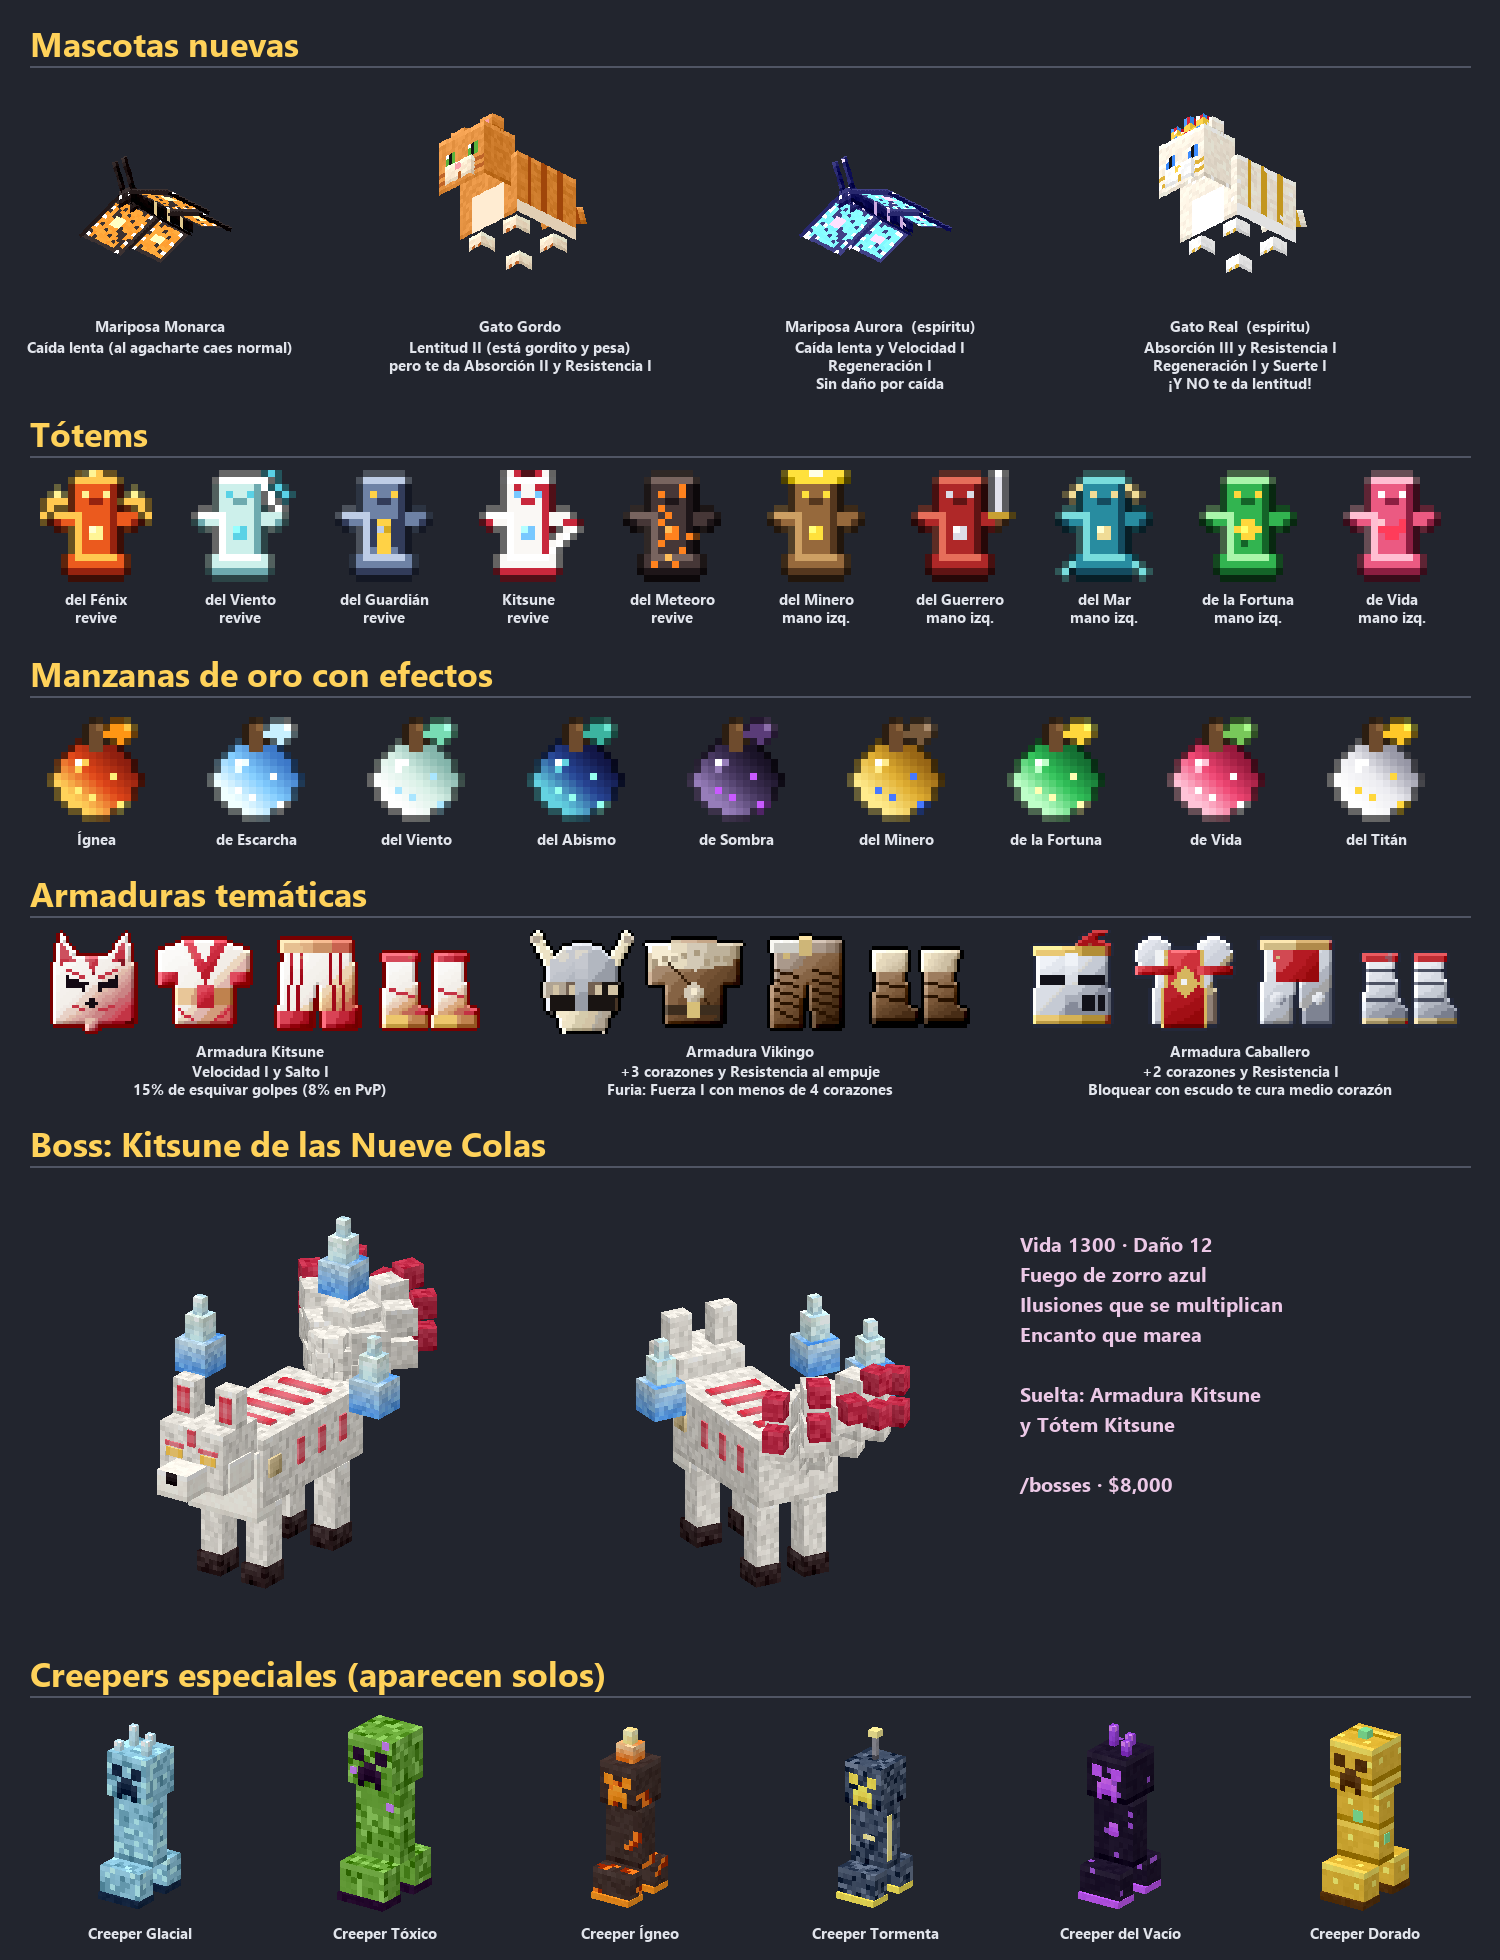 Mascotas nuevas
Mariposa Monarca
Caída lenta (al agacharte caes normal)
Gato Gordo
Lentitud II (está gordito y pesa)
pero te da Absorción II y Resistencia I
Mariposa Aurora  (espíritu)
Caída lenta y Velocidad I
Regeneración I
Sin daño por caída
Gato Real  (espíritu)
Absorción III y Resistencia I
Regeneración I y Suerte I
¡Y NO te da lentitud!
Tótems
del Fénix
revive
del Viento
revive
del Guardián
revive
Kitsune
revive
del Meteoro
revive
del Minero
mano izq.
del Guerrero
mano izq.
del Mar
mano izq.
de la Fortuna
mano izq.
de Vida
mano izq.
Manzanas de oro con efectos
Ígnea
de Escarcha
del Viento
del Abismo
de Sombra
del Minero
de la Fortuna
de Vida
del Titán
Armaduras temáticas
Armadura Kitsune
Velocidad I y Salto I
15% de esquivar golpes (8% en PvP)
Armadura Vikingo
+3 corazones y Resistencia al empuje
Furia: Fuerza I con menos de 4 corazones
Armadura Caballero
+2 corazones y Resistencia I
Bloquear con escudo te cura medio corazón
Boss: Kitsune de las Nueve Colas
Vida 1300 · Daño 12
Fuego de zorro azul
Ilusiones que se multiplican
Encanto que marea
Suelta: Armadura Kitsune
y Tótem Kitsune
/bosses · $8,000
Creepers especiales (aparecen solos)
Creeper Glacial
Creeper Tóxico
Creeper Ígneo
Creeper Tormenta
Creeper del Vacío
Creeper Dorado